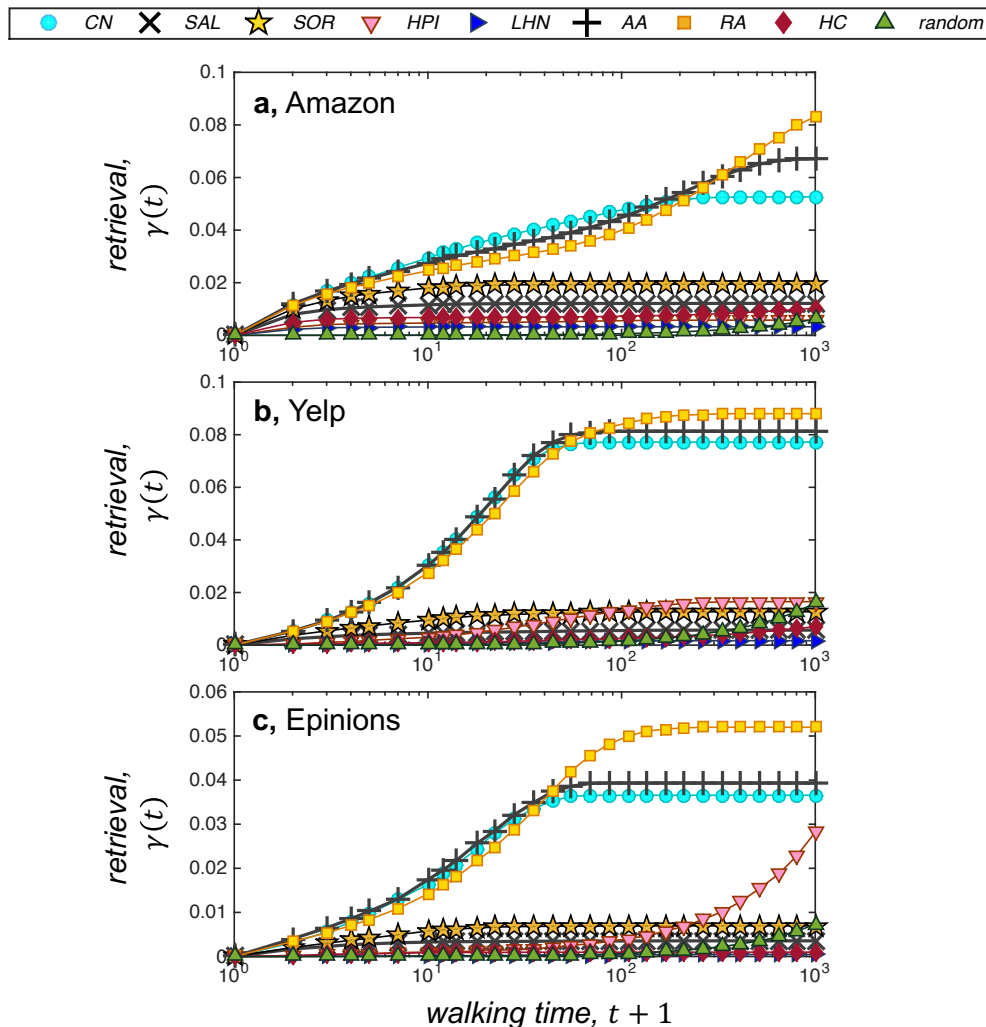 CN SAL SOR HPI LHN AA RA HC random
a, Amazon
retrieval,
γ(t)
0.1
0.08
0.06
0.04
0.02
0
10^0 10^1 10^2 10^3
b, Yelp
retrieval,
γ(t)
0.1
0.08
0.06
0.04
0.02
0
10^0 10^1 10^2 10^3
c, Epinions
retrieval,
γ(t)
0.06
0.05
0.04
0.03
0.02
0.01
0
10^0 10^1 10^2 10^3
walking time, t + 1